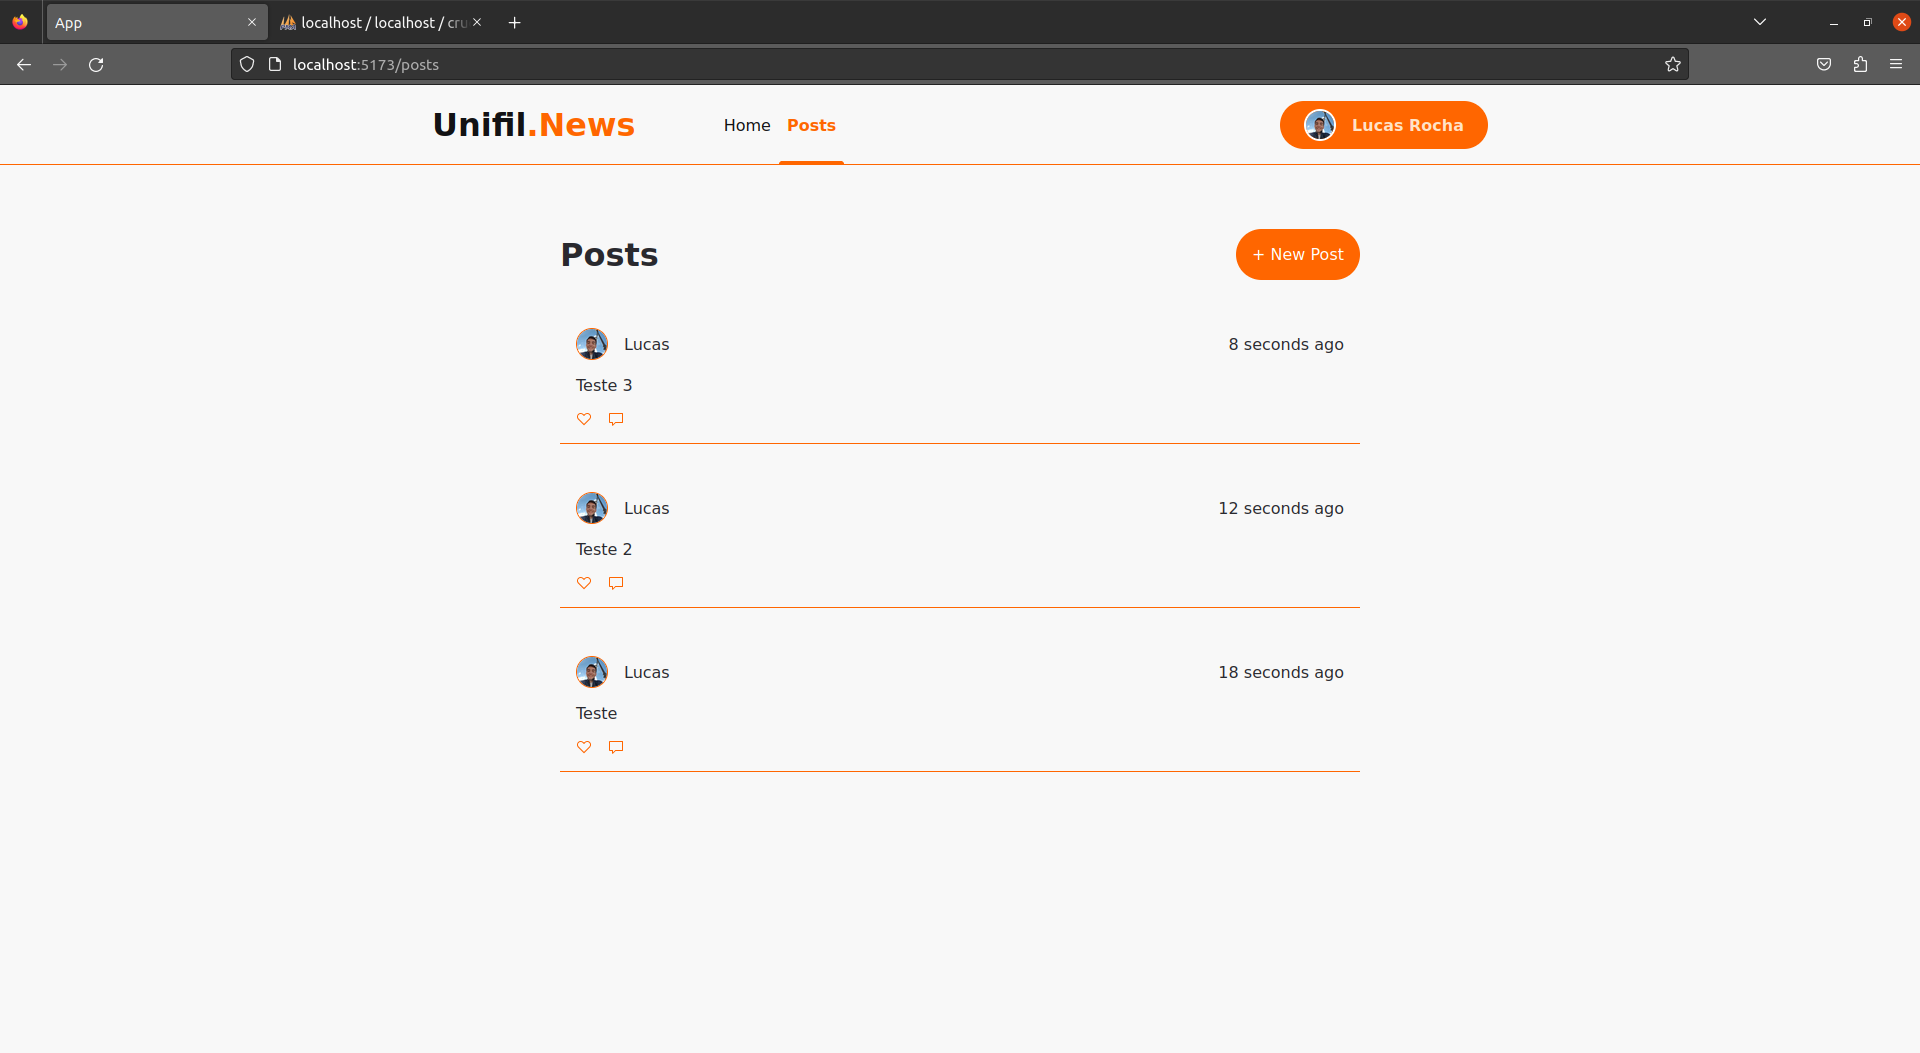 App
localhost / localhost / cru
localhost:5173/posts
Unifil.News
Home
Posts
Lucas Rocha
Posts
+ New Post
Lucas
8 seconds ago
Teste 3
Lucas
12 seconds ago
Teste 2
Lucas
18 seconds ago
Teste